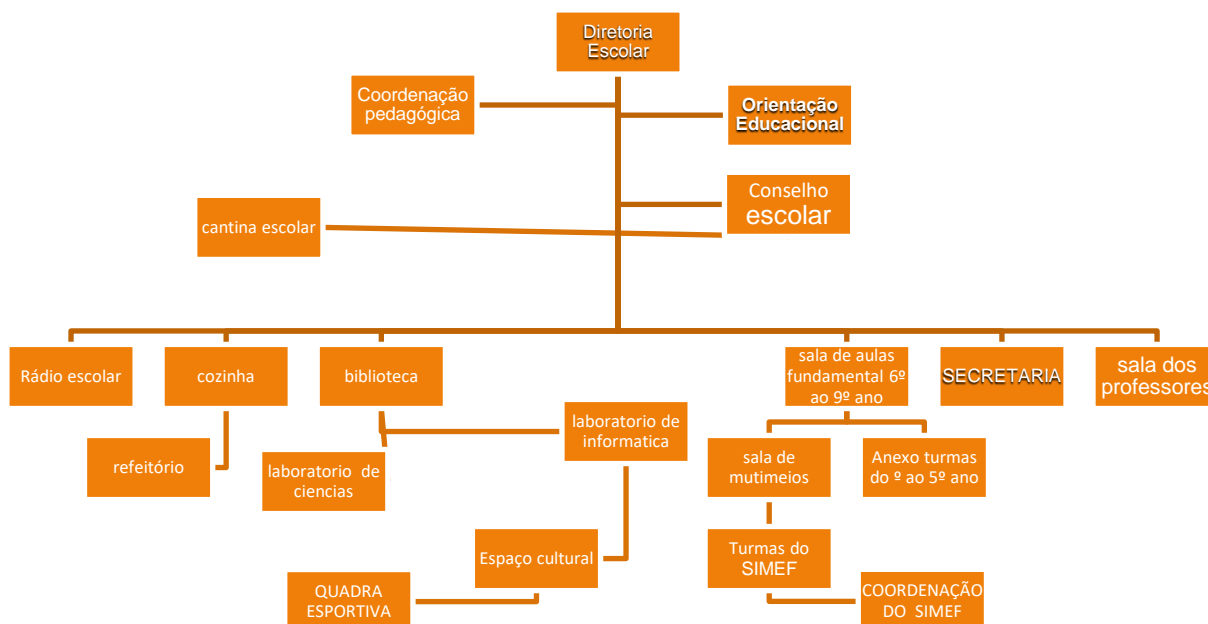 Diretoria
Escolar
Coordenação
pedagógica
Orientação
Educacional
Conselho
escolar
cantina escolar
Rádio escolar
cozinha
biblioteca
sala de aulas
fundamental 6º
ao 9º ano
SECRETARIA
sala dos
professores
refeitório
laboratorio de
ciencias
laboratorio de
informatica
sala de
mutimeios
Anexo turmas
do º ao 5º ano
Espaço cultural
Turmas do
SIMEF
QUADRA
ESPORTIVA
COORDENAÇÃO
DO SIMEF